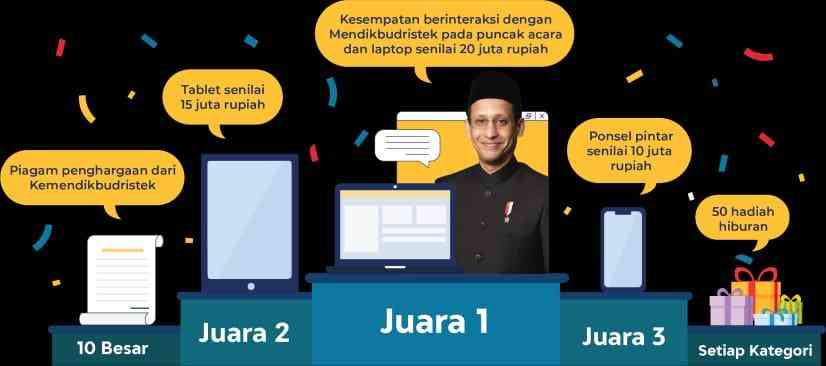 Kesempatan berinteraksi dengan
Mendikbudristek pada puncak acara
dan laptop senilai 20 juta rupiah
Tablet senilai
15 juta rupiah
Ponsel pintar
senilai 10 juta
rupiah
Piagam penghargaan dari
Kemendikbudristek
50 hadiah
hiburan
10 Besar
Juara 2
Juara 1
Juara 3
Setiap Kategori